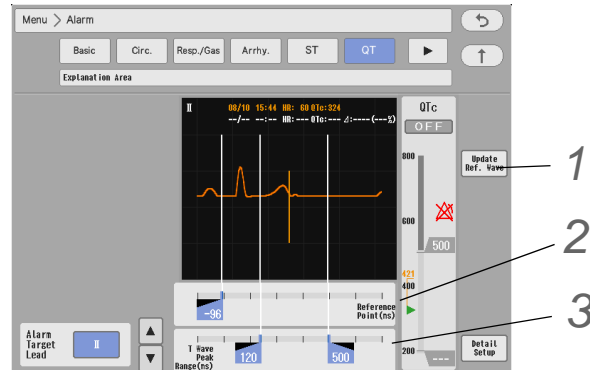 Menu > Alarm
Basic Circ. Resp./Gas Arrhy. ST QT
Explanation Area
II 08/10 15:44 HR: 60 QTc:324
--/-- --:-- HR:--- QTc:--- ⊿:----(---%)
QTc
OFF
800
600
500
421
400
200
---
Update
Ref. Wave
1
2
3
-96
Reference
Point(ms)
T Wave
Peak
Range(ms)
120
500
Alarm
Target
Lead
II
Detail
Setup